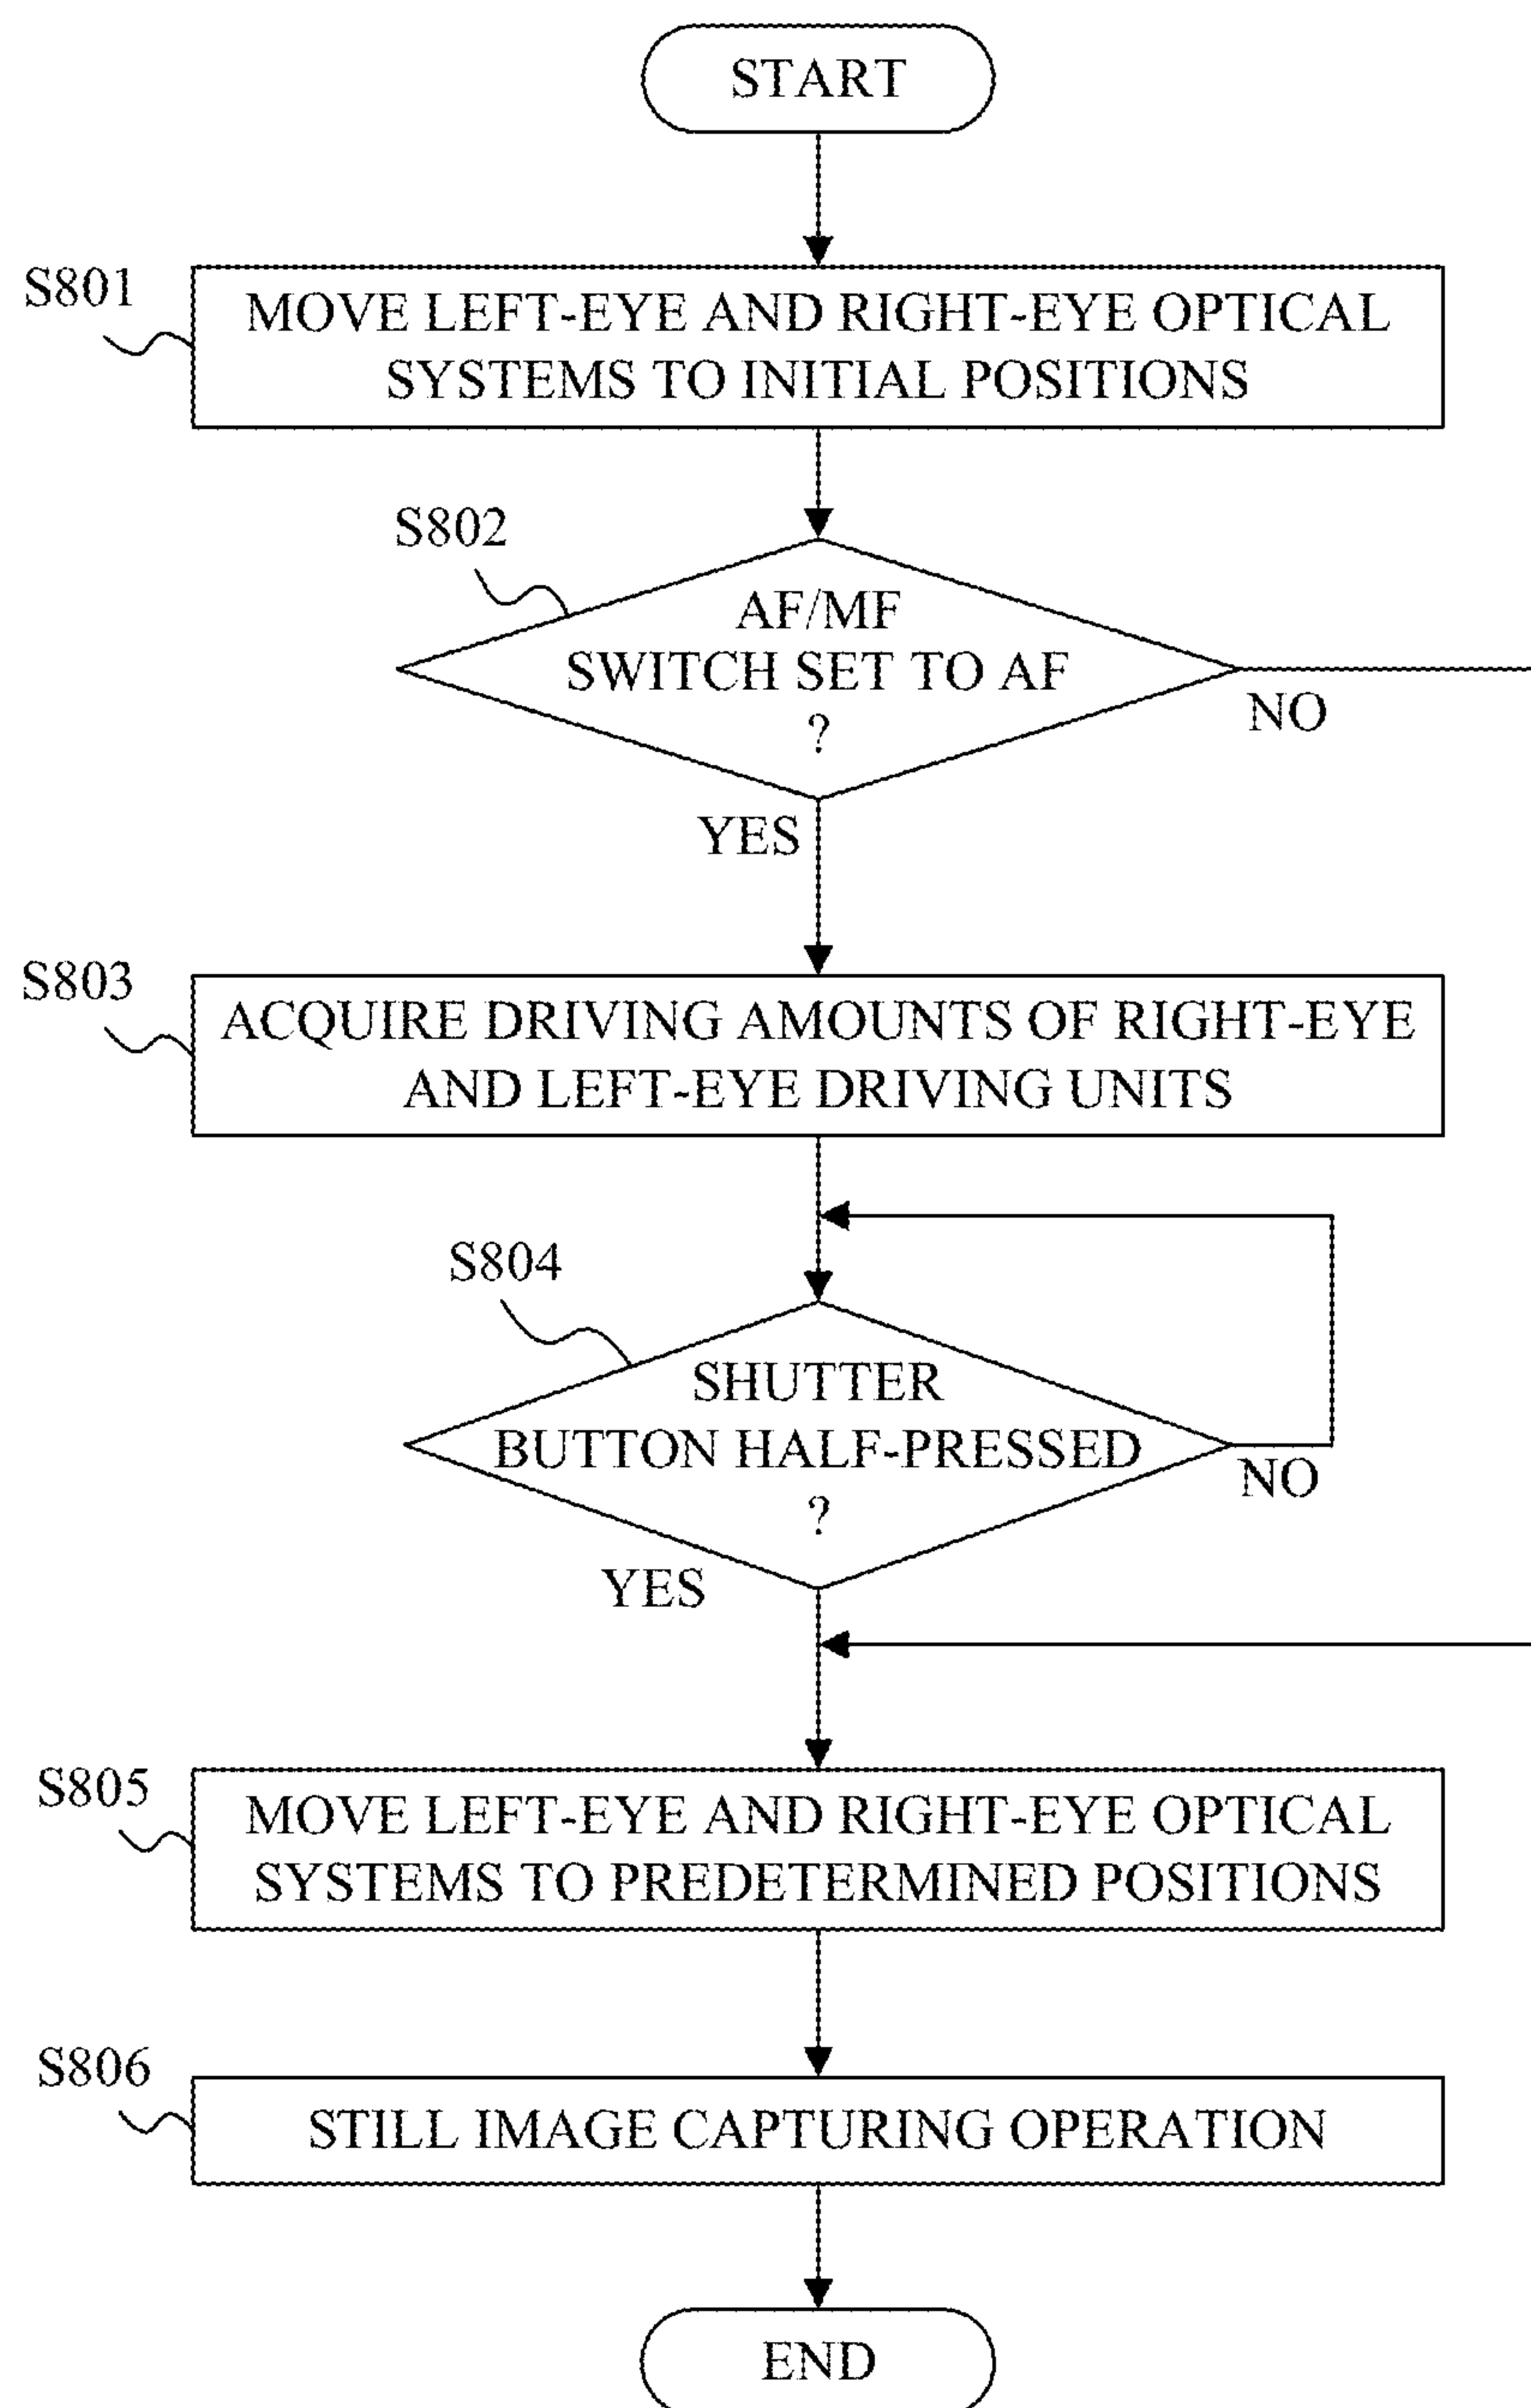 START
S801
MOVE LEFT-EYE AND RIGHT-EYE OPTICAL
SYSTEMS TO INITIAL POSITIONS
S802
AF/MF
SWITCH SET TO AF
?
NO
YES
S803
ACQUIRE DRIVING AMOUNTS OF RIGHT-EYE
AND LEFT-EYE DRIVING UNITS
S804
SHUTTER
BUTTON HALF-PRESSED
?
NO
YES
S805
MOVE LEFT-EYE AND RIGHT-EYE OPTICAL
SYSTEMS TO PREDETERMINED POSITIONS
S806
STILL IMAGE CAPTURING OPERATION
END